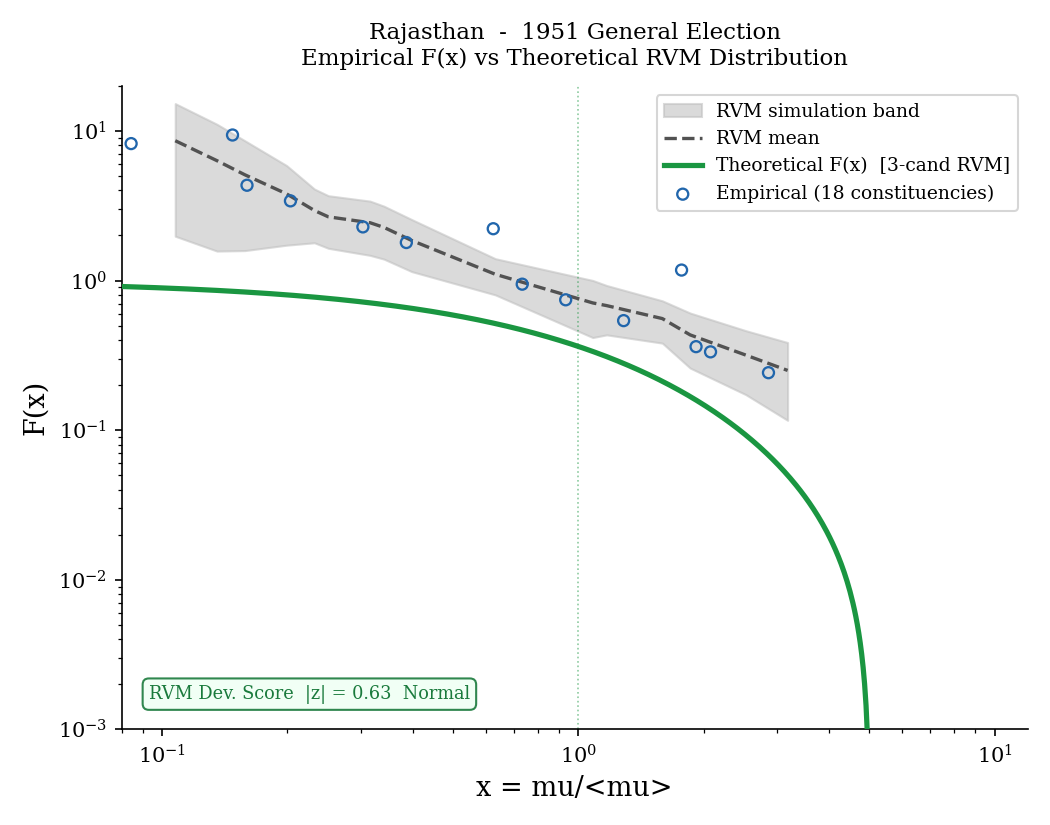 Rajasthan - 1951 General Election
Empirical F(x) vs Theoretical RVM Distribution
RVM simulation band
RVM mean
Theoretical F(x) [3-cand RVM]
Empirical (18 constituencies)
10¹
10⁰
10⁻¹
10⁻²
10⁻³
F(x)
RVM Dev. Score |z| = 0.63 Normal
10⁻¹
10⁰
10¹
x = mu/<mu>